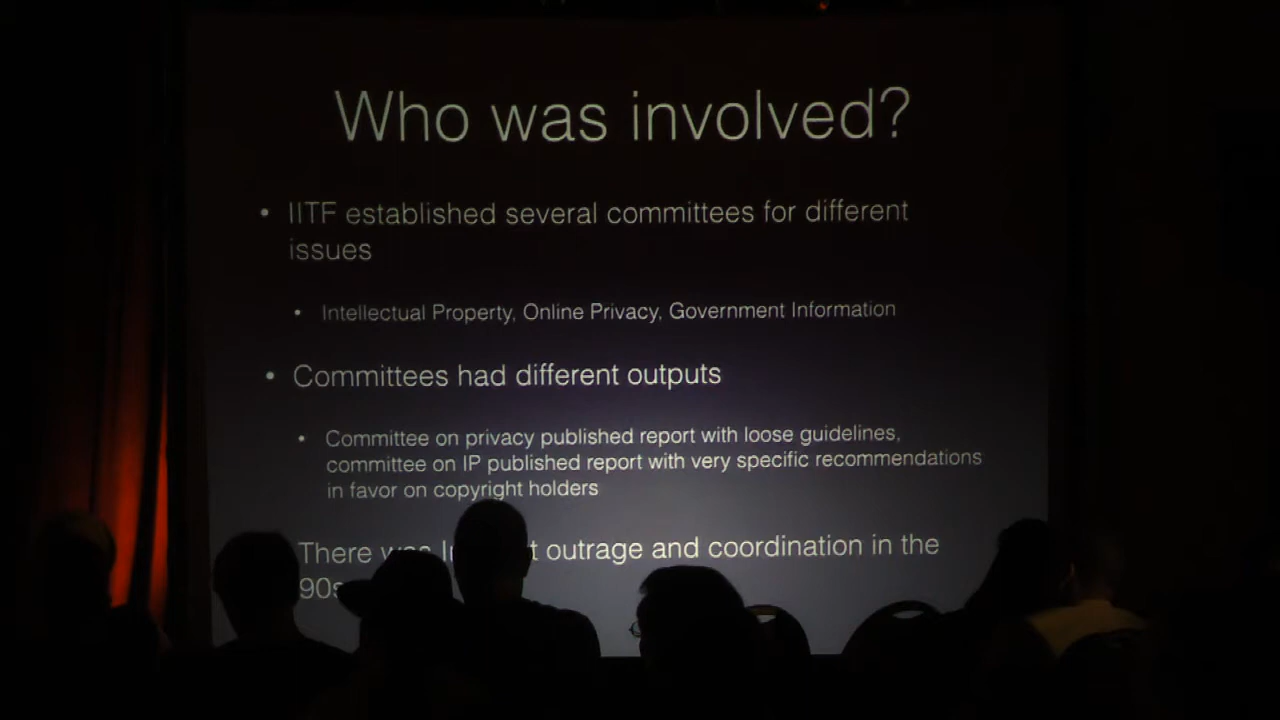 Who was involved?
• IITF established several committees for different
issues
• Intellectual Property, Online Privacy, Government Information
• Committees had different outputs
• Committee on privacy published report with loose guidelines,
committee on IP published report with very specific recommendations
in favor on copyright holders
There was outrage and coordination in the
90s